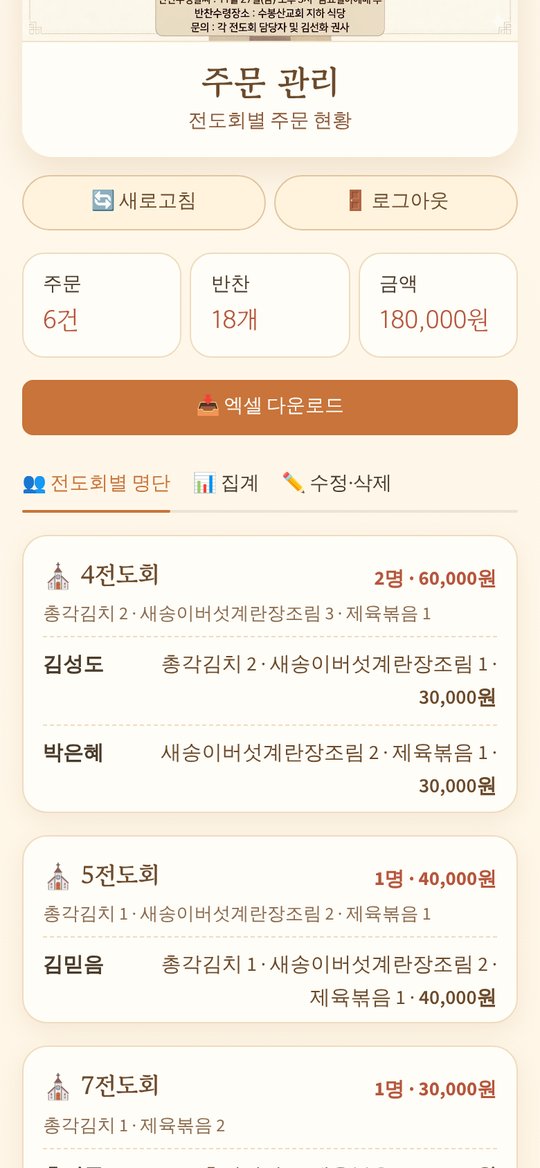 반찬수령장소 : 수봉산교회 지하 식당
문의 : 각 전도회 담당자 및 김선화 권사
주문 관리
전도회별 주문 현황
새로고침
로그아웃
주문
6건
반찬
18개
금액
180,000원
엑셀 다운로드
전도회별 명단
집계
수정·삭제
4전도회
2명 · 60,000원
총각김치 2 · 새송이버섯계란장조림 3 · 제육볶음 1
김성도
총각김치 2 · 새송이버섯계란장조림 1 ·
30,000원
박은혜
새송이버섯계란장조림 2 · 제육볶음 1 ·
30,000원
5전도회
1명 · 40,000원
총각김치 1 · 새송이버섯계란장조림 2 · 제육볶음 1
김믿음
총각김치 1 · 새송이버섯계란장조림 2 ·
제육볶음 1 · 40,000원
7전도회
1명 · 30,000원
총각김치 1 · 제육볶음 2